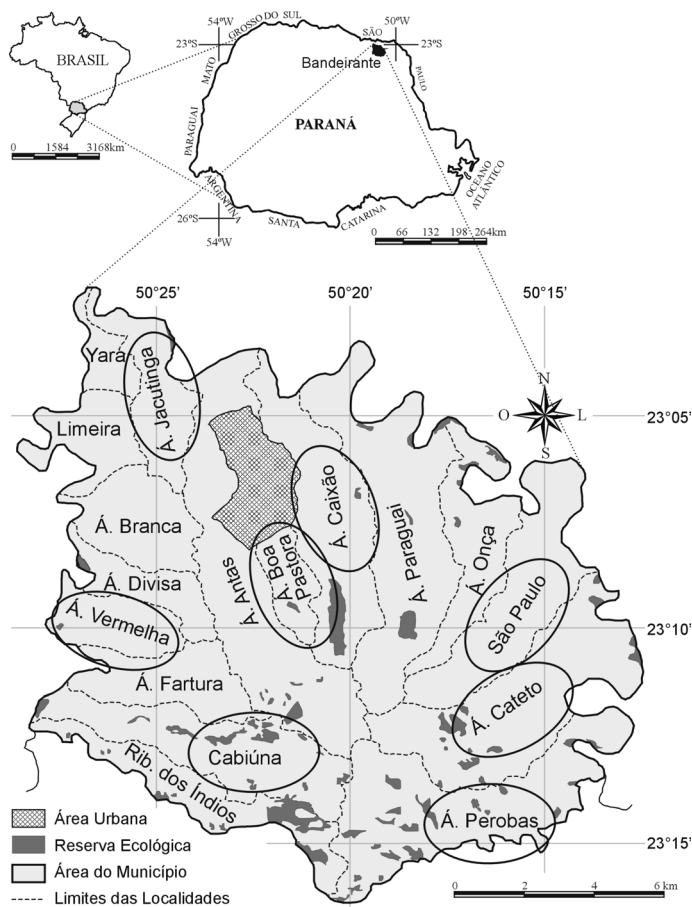 BRASIL
0 1584 3168km
54°W
50°W
GROSSO DO SUL
SÃO
23°S
23°S
Bandeirante
MATO
PAULO
PARAGUAI
PARANÁ
ARGENTINA
OCEANO
ATLÂNTICO
26°S
SANTA
CATARINA
54°W
0 66 132 198 264km
50°25'
50°20'
50°15'
Yara
Á. Jacutinga
N
O
L
S
23°05'
Limeira
Á. Caixão
Á. Branca
Á. Paraguai
Á. Onça
Á. Antas
Á. Boa
Pastora
Á. Divisa
São Paulo
Á. Vermelha
23°10'
Á. Fartura
Á. Cateto
Cabiúna
Rib. dos Índios
Á. Perobas
23°15'
Área Urbana
Reserva Ecológica
Área do Município
Limites das Localidades
0 2 4 6 km